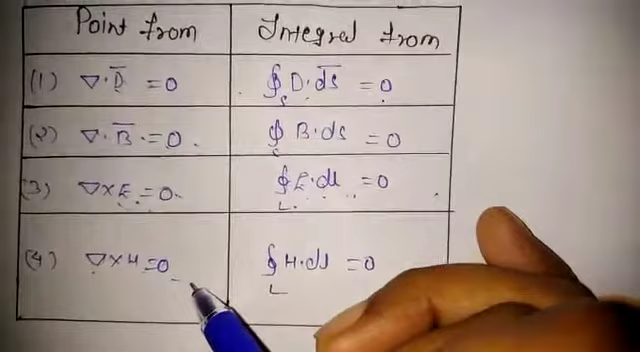 Point from Integral from
(1) ∇·D̅ =0 ∮ D·d̅s̅ =0
S
(2) ∇·B̅ =0 ∮ B·ds =0
S
(3) ∇×E =0 ∮ E·dl =0
L
(4) ∇×H =0 ∮ H·dl =0
L